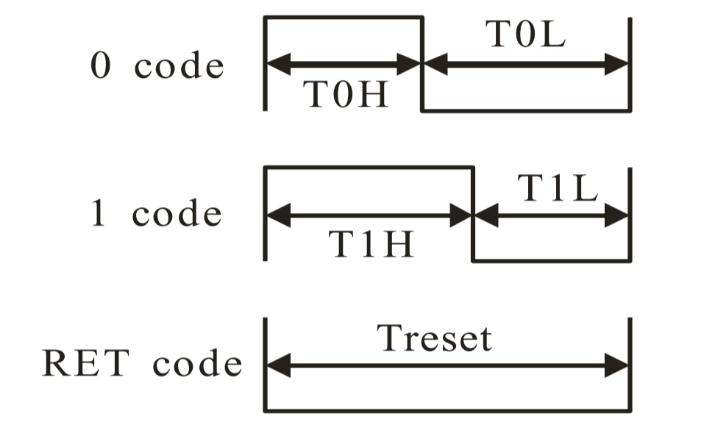 T0L
0 code
T0H
T1L
1 code
T1H
Treset
RET code